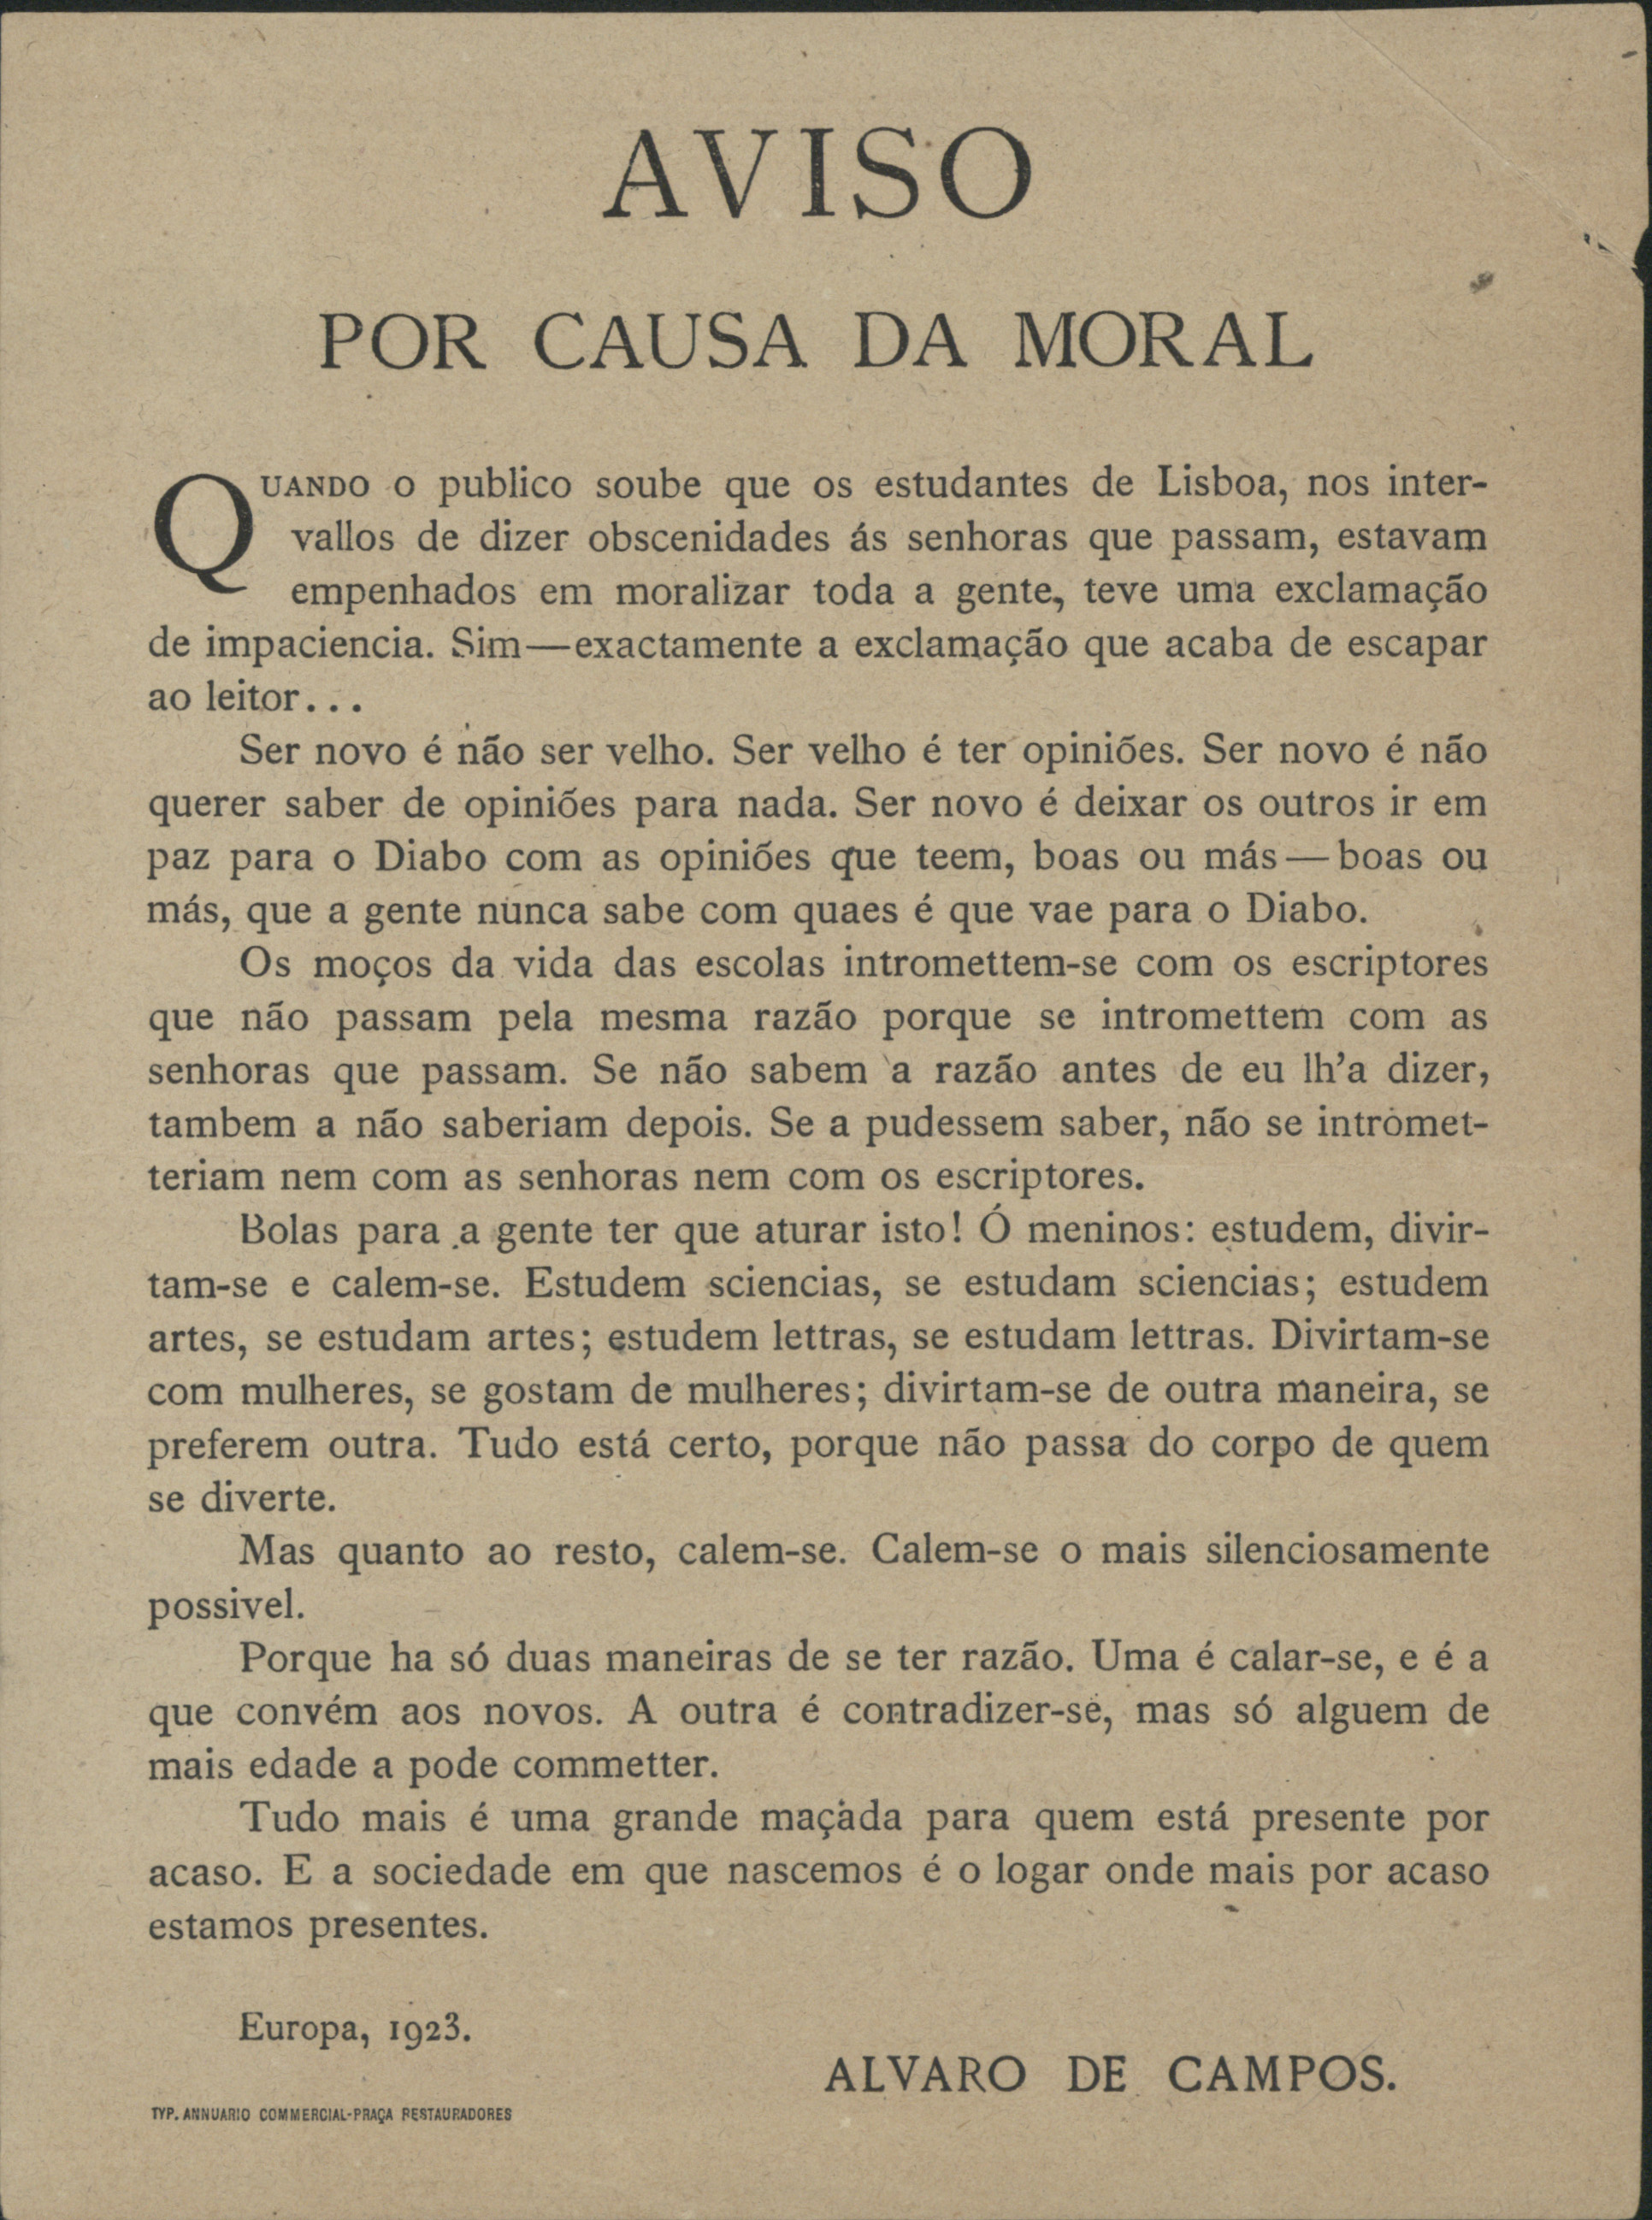 AVISO
POR CAUSA DA MORAL
QUANDO o publico soube que os estudantes de Lisboa, nos inter-
vallos de dizer obscenidades ás senhoras que passam, estavam
empenhados em moralizar toda a gente, teve uma exclamação
de impaciencia. Sim—exactamente a exclamação que acaba de escapar
ao leitor...
Ser novo é não ser velho. Ser velho é ter opiniões. Ser novo é não
querer saber de opiniões para nada. Ser novo é deixar os outros ir em
paz para o Diabo com as opiniões que teem, boas ou más — boas ou
más, que a gente nunca sabe com quaes é que vae para o Diabo.
Os moços da vida das escolas intromettem-se com os escriptores
que não passam pela mesma razão porque se intromettem com as
senhoras que passam. Se não sabem a razão antes de eu lh'a dizer,
tambem a não saberiam depois. Se a pudessem saber, não se intromet-
teriam nem com as senhoras nem com os escriptores.
Bolas para a gente ter que aturar isto! Ó meninos: estudem, divir-
tam-se e calem-se. Estudem sciencias, se estudam sciencias; estudem
artes, se estudam artes; estudem lettras, se estudam lettras. Divirtam-se
com mulheres, se gostam de mulheres; divirtam-se de outra maneira, se
preferem outra. Tudo está certo, porque não passa do corpo de quem
se diverte.
Mas quanto ao resto, calem-se. Calem-se o mais silenciosamente
possivel.
Porque ha só duas maneiras de se ter razão. Uma é calar-se, e é a
que convém aos novos. A outra é contradizer-se, mas só alguem de
mais edade a pode commetter.
Tudo mais é uma grande maçada para quem está presente por
acaso. E a sociedade em que nascemos é o logar onde mais por acaso
estamos presentes.
Europa, 1923.
ALVARO DE CAMPOS.
TYP. ANNUARIO COMMERCIAL-PRAÇA RESTAURADORES